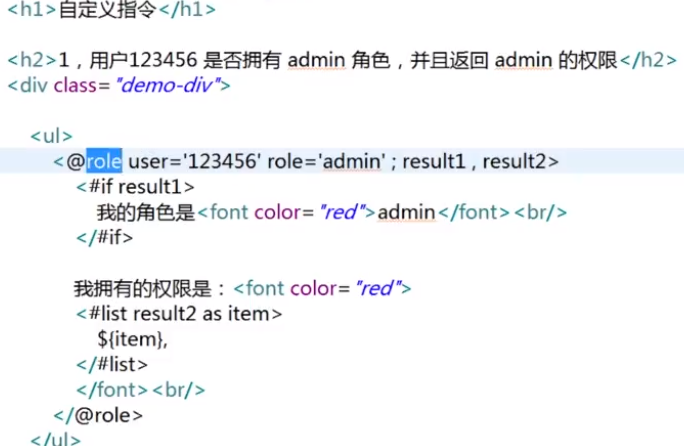 <h1>自定义指令</h1>
<h2>1，用户123456 是否拥有 admin 角色，并且返回 admin 的权限</h2>
<div class="demo-div">
<ul>
<@role user='123456' role='admin' ; result1 , result2>
<#if result1>
我的角色是<font color="red">admin</font><br/>
</#if>
我拥有的权限是：<font color="red">
<#list result2 as item>
${item},
</#list>
</font><br/>
</@role>
</ul>